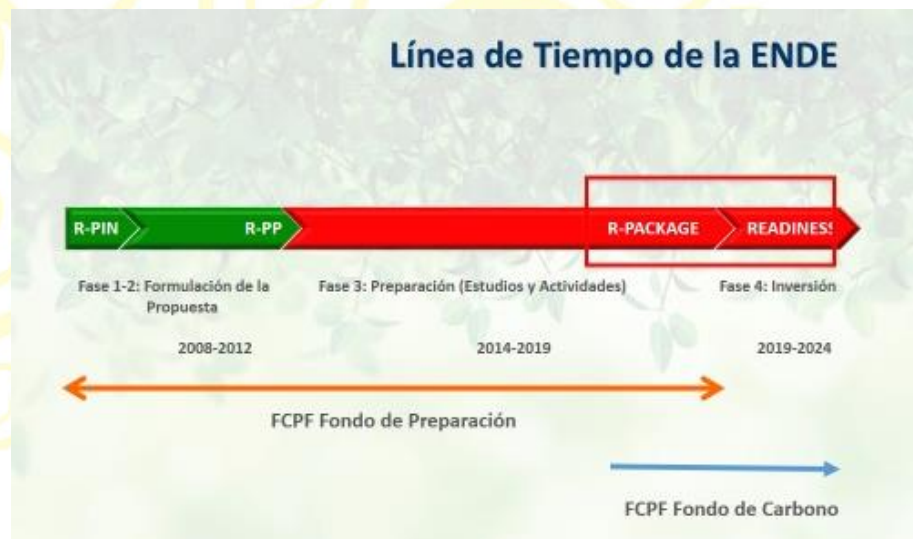 Línea de Tiempo de la ENDE
R-PIN
R-PP
R-PACKAGE
READINESS
Fase 1-2: Formulación de la
Propuesta
Fase 3: Preparación (Estudios y Actividades)
Fase 4: Inversión
2008-2012
2014-2019
2019-2024
FCPF Fondo de Preparación
FCPF Fondo de Carbono